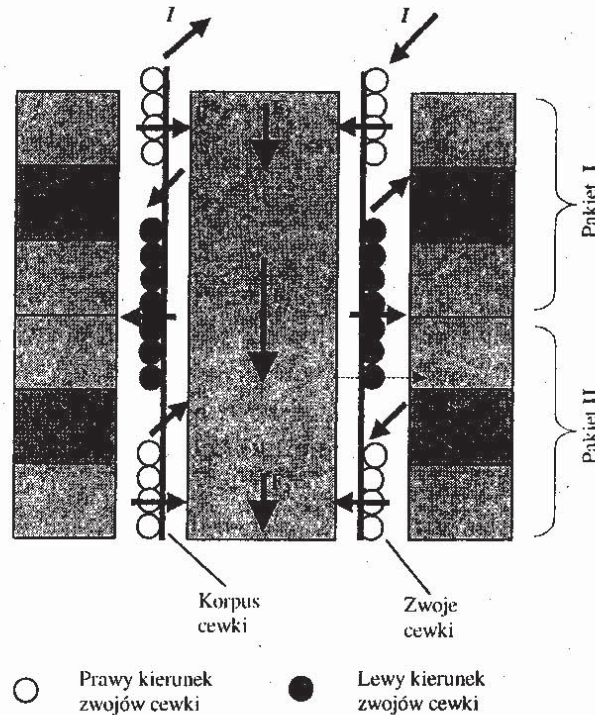 I
I
Pakiet I
Pakiet II
Korpus
cewki
Zwoje
cewki
Prawy kierunek
zwojów cewki
Lewy kierunek
zwojów cewki